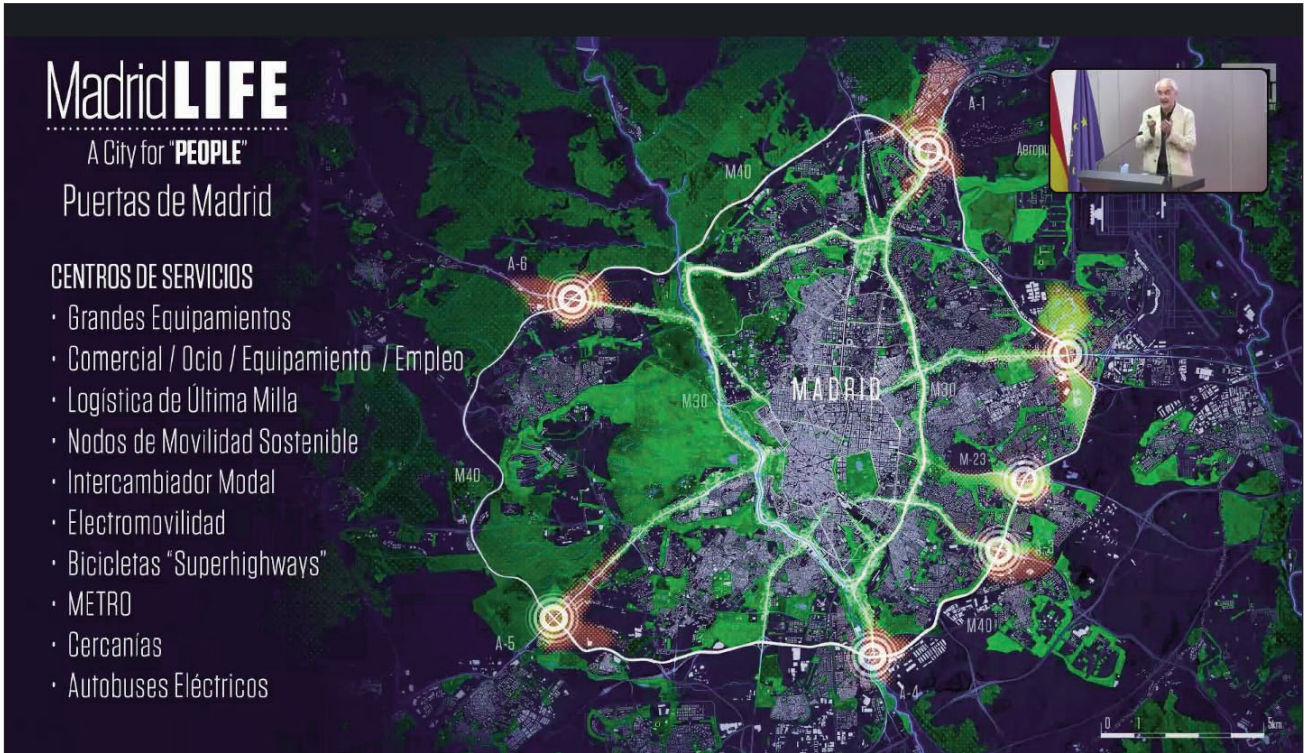 Madrid LIFE
A City for "PEOPLE"
Puertas de Madrid
CENTROS DE SERVICIOS
· Grandes Equipamientos
· Comercial / Ocio / Equipamiento / Empleo
· Logística de Última Milla
· Nodos de Movilidad Sostenible
· Intercambiador Modal
· Electromovilidad
· Bicicletas "Superhighways"
· METRO
· Cercanías
· Autobuses Eléctricos
A-1
M40
A-6
MADRID
M30
M30
M-23
M40
M40
A-5
A-4
0 1 5km